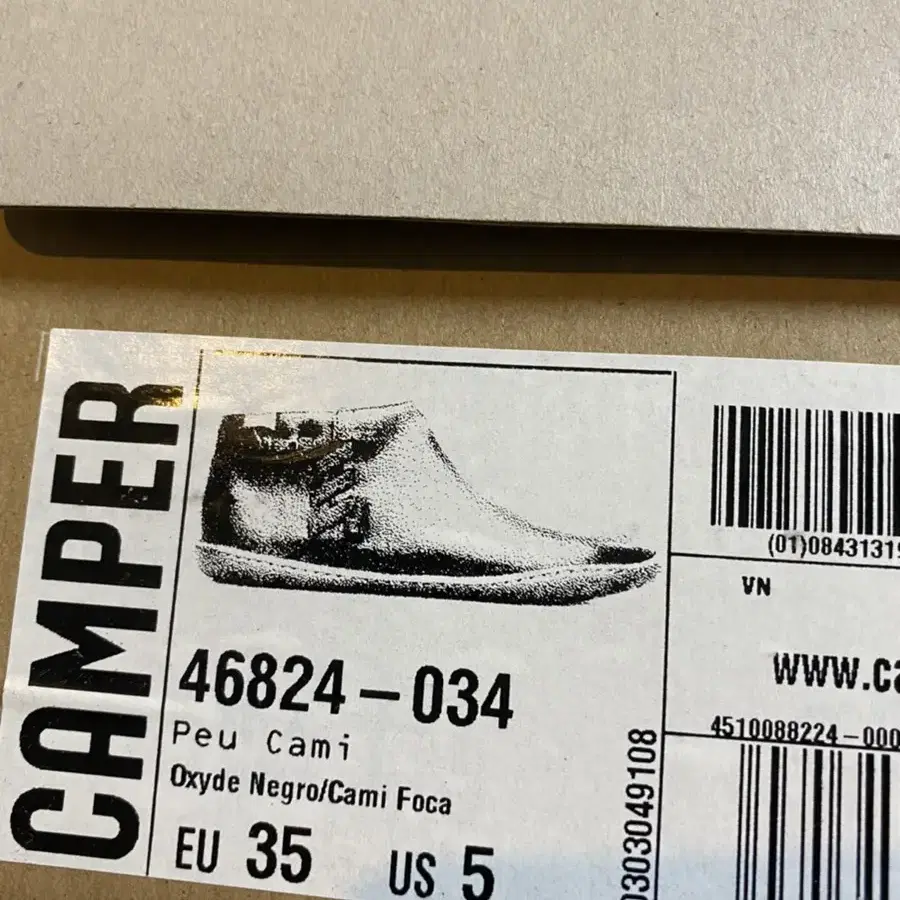 CAMPER
46824-034
Peu Cami
Oxyde Negro/Cami Foca
EU 35 US 5
0303049108
(01)08431319
VN
www.ca
4510088224-000